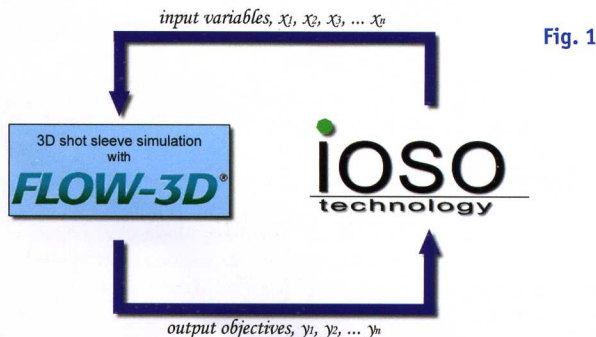 input variables, x1, x2, x3, ... xn
Fig. 1
3D shot sleeve simulation
with
FLOW-3D®
iOSO
technology
output objectives, y1, y2, ... yn